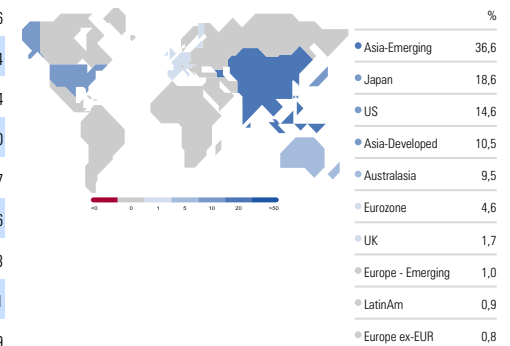 %
Asia-Emerging 36,6
Japan 18,6
US 14,6
Asia-Developed 10,5
Australasia 9,5
Eurozone 4,6
UK 1,7
Europe - Emerging 1,0
LatinAm 0,9
Europe ex-EUR 0,8
<0 0 1 5 10 20 >50